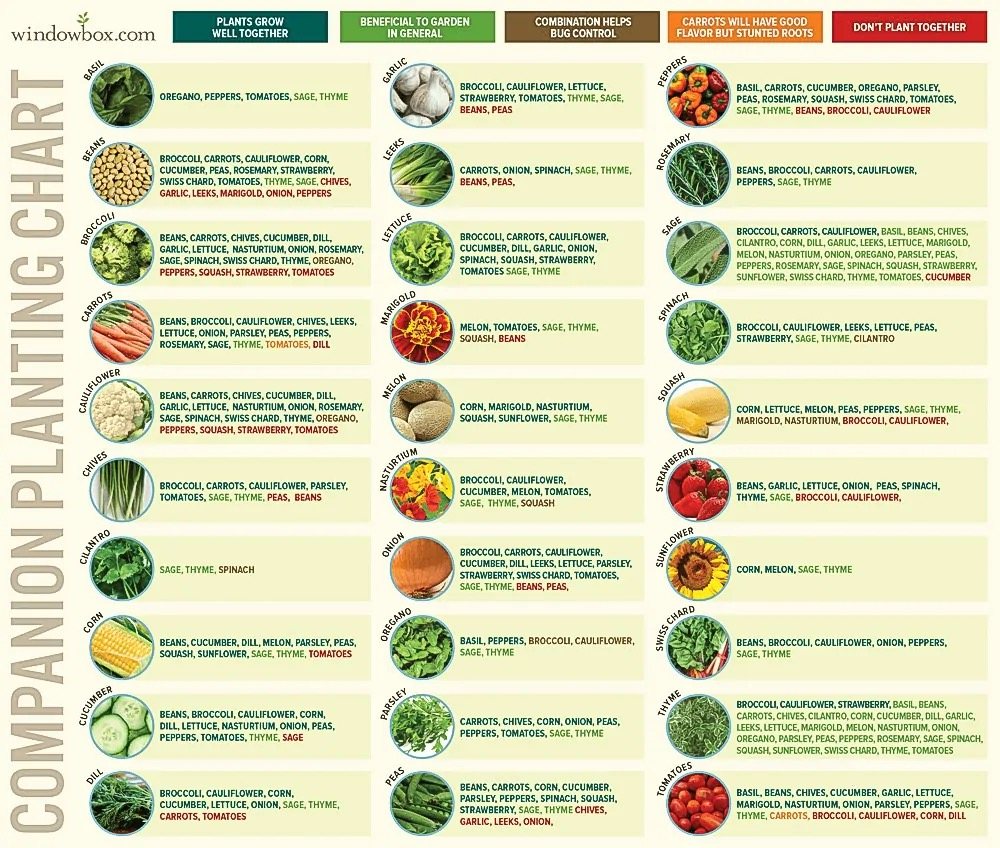 windowbox.com
PLANTS GROW
WELL TOGETHER
BENEFICIAL TO GARDEN
IN GENERAL
COMBINATION HELPS
BUG CONTROL
CARROTS WILL HAVE GOOD
FLAVOR BUT STUNTED ROOTS
DON'T PLANT TOGETHER
COMPANION PLANTING CHART
BASIL
OREGANO, PEPPERS, TOMATOES, SAGE, THYME
BEANS
BROCCOLI, CARROTS, CAULIFLOWER, CORN,
CUCUMBER, PEAS, ROSEMARY, STRAWBERRY,
SWISS CHARD, TOMATOES, THYME, SAGE, CHIVES,
GARLIC, LEEKS, MARIGOLD, ONION, PEPPERS
BROCCOLI
BEANS, CARROTS, CHIVES, CUCUMBER, DILL,
GARLIC, LETTUCE, NASTURTIUM, ONION, ROSEMARY,
SAGE, SPINACH, SWISS CHARD, THYME, OREGANO,
PEPPERS, SQUASH, STRAWBERRY, TOMATOES
CARROTS
BEANS, BROCCOLI, CAULIFLOWER, CHIVES, LEEKS,
LETTUCE, ONION, PARSLEY, PEAS, PEPPERS,
ROSEMARY, SAGE, THYME, TOMATOES, DILL
CAULIFLOWER
BEANS, CARROTS, CHIVES, CUCUMBER, DILL,
GARLIC, LETTUCE, NASTURTIUM, ONION, ROSEMARY,
SAGE, SPINACH, SWISS CHARD, THYME, OREGANO,
PEPPERS, SQUASH, STRAWBERRY, TOMATOES
CHIVES
BROCCOLI, CARROTS, CAULIFLOWER, PARSLEY,
TOMATOES, SAGE, THYME, PEAS, BEANS
CILANTRO
SAGE, THYME, SPINACH
CORN
BEANS, CUCUMBER, DILL, MELON, PARSLEY, PEAS,
SQUASH, SUNFLOWER, SAGE, THYME, TOMATOES
CUCUMBER
BEANS, BROCCOLI, CAULIFLOWER, CORN,
DILL, LETTUCE, NASTURTIUM, ONION, PEAS,
PEPPERS, TOMATOES, THYME, SAGE
DILL
BROCCOLI, CAULIFLOWER, CORN,
CUCUMBER, LETTUCE, ONION, SAGE, THYME,
CARROTS, TOMATOES
GARLIC
BROCCOLI, CAULIFLOWER, LETTUCE,
STRAWBERRY, TOMATOES, THYME, SAGE,
BEANS, PEAS
LEEKS
CARROTS, ONION, SPINACH, SAGE, THYME,
BEANS, PEAS,
LETTUCE
BROCCOLI, CARROTS, CAULIFLOWER,
CUCUMBER, DILL, GARLIC, ONION,
SPINACH, SQUASH, STRAWBERRY,
TOMATOES SAGE, THYME
MARIGOLD
MELON, TOMATOES, SAGE, THYME,
SQUASH, BEANS
MELON
CORN, MARIGOLD, NASTURTIUM,
SQUASH, SUNFLOWER, SAGE, THYME
NASTURTIUM
BROCCOLI, CAULIFLOWER,
CUCUMBER, MELON, TOMATOES,
SAGE, THYME, SQUASH
ONION
BROCCOLI, CARROTS, CAULIFLOWER,
CUCUMBER, DILL, LEEKS, LETTUCE, PARSLEY,
STRAWBERRY, SWISS CHARD, TOMATOES,
SAGE, THYME, BEANS, PEAS,
OREGANO
BASIL, PEPPERS, BROCCOLI, CAULIFLOWER,
SAGE, THYME
PARSLEY
CARROTS, CHIVES, CORN, ONION, PEAS,
PEPPERS, TOMATOES, SAGE, THYME
PEAS
BEANS, CARROTS, CORN, CUCUMBER,
PARSLEY, PEPPERS, SPINACH, SQUASH,
STRAWBERRY, SAGE, THYME CHIVES,
GARLIC, LEEKS, ONION,
PEPPERS
BASIL, CARROTS, CUCUMBER, OREGANO, PARSLEY,
PEAS, ROSEMARY, SQUASH, SWISS CHARD, TOMATOES,
SAGE, THYME, BEANS, BROCCOLI, CAULIFLOWER
ROSEMARY
BEANS, BROCCOLI, CARROTS, CAULIFLOWER,
PEPPERS, SAGE, THYME
SAGE
BROCCOLI, CARROTS, CAULIFLOWER, BASIL, BEANS, CHIVES,
CILANTRO, CORN, DILL, GARLIC, LEEKS, LETTUCE, MARIGOLD,
MELON, NASTURTIUM, ONION, OREGANO, PARSLEY, PEAS,
PEPPERS, ROSEMARY, SAGE, SPINACH, SQUASH, STRAWBERRY,
SUNFLOWER, SWISS CHARD, THYME, TOMATOES, CUCUMBER
SPINACH
BROCCOLI, CAULIFLOWER, LEEKS, LETTUCE, PEAS,
STRAWBERRY, SAGE, THYME, CILANTRO
SQUASH
CORN, LETTUCE, MELON, PEAS, PEPPERS, SAGE, THYME,
MARIGOLD, NASTURTIUM, BROCCOLI, CAULIFLOWER,
STRAWBERRY
BEANS, GARLIC, LETTUCE, ONION, PEAS, SPINACH,
THYME, SAGE, BROCCOLI, CAULIFLOWER,
SUNFLOWER
CORN, MELON, SAGE, THYME
SWISS CHARD
BEANS, BROCCOLI, CAULIFLOWER, ONION, PEPPERS,
SAGE, THYME
THYME
BROCCOLI, CAULIFLOWER, STRAWBERRY, BASIL, BEANS,
CARROTS, CHIVES, CILANTRO, CORN, CUCUMBER, DILL, GARLIC,
LEEKS, LETTUCE, MARIGOLD, MELON, NASTURTIUM, ONION,
OREGANO, PARSLEY, PEAS, PEPPERS, ROSEMARY, SAGE, SPINACH,
SQUASH, SUNFLOWER, SWISS CHARD, THYME, TOMATOES
TOMATOES
BASIL, BEANS, CHIVES, CUCUMBER, GARLIC, LETTUCE,
MARIGOLD, NASTURTIUM, ONION, PARSLEY, PEPPERS, SAGE,
THYME, CARROTS, BROCCOLI, CAULIFLOWER, CORN, DILL